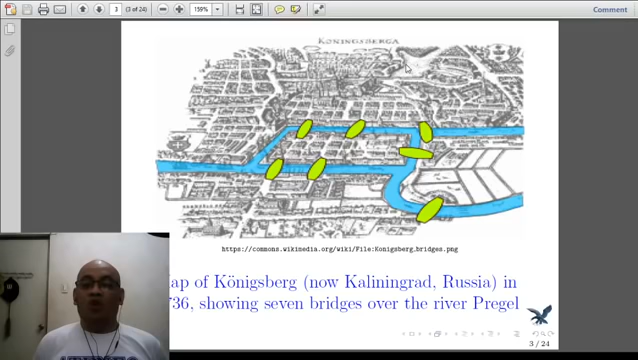 3 (3 of 24)
159%
Comment
KONINGSBERGA
https://commons.wikimedia.org/wiki/File:Konigsberg_bridges.png
ap of Königsberg (now Kaliningrad, Russia) in
736, showing seven bridges over the river Pregel
3 / 24